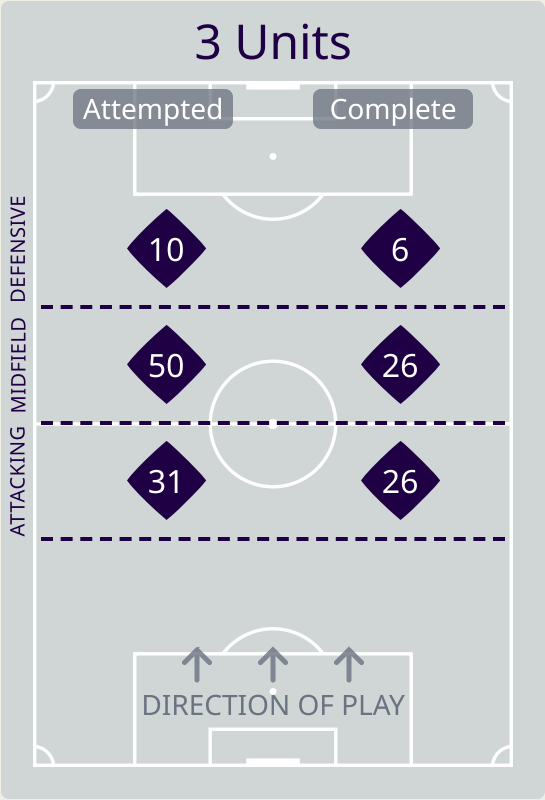 3 Units
Attempted
Complete
DEFENSIVE
10
6
MIDFIELD
50
26
ATTACKING
31
26
DIRECTION OF PLAY